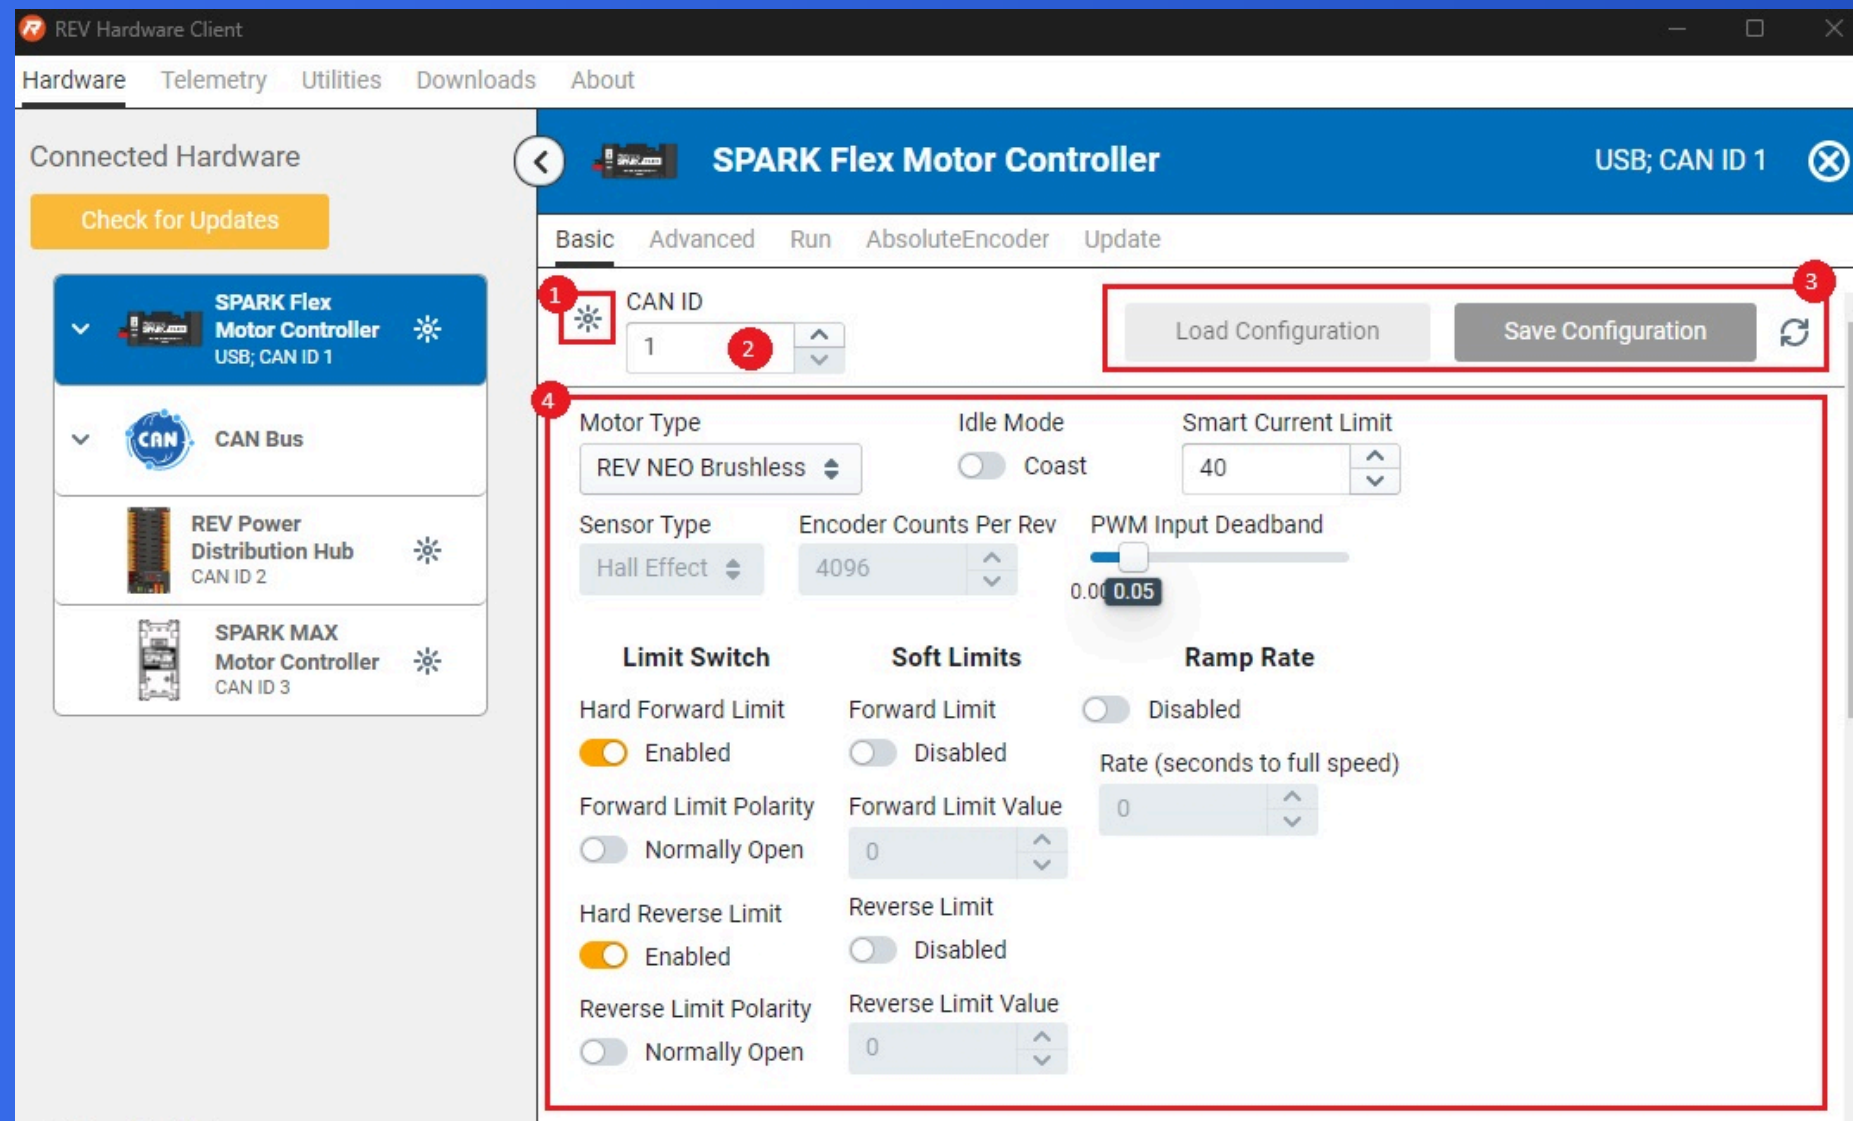 REV Hardware Client
Hardware Telemetry Utilities Downloads About
Connected Hardware
Check for Updates
SPARK Flex
Motor Controller
USB; CAN ID 1
CAN
CAN Bus
REV Power
Distribution Hub
CAN ID 2
SPARK MAX
Motor Controller
CAN ID 3
SPARK Flex Motor Controller
USB; CAN ID 1
Basic Advanced Run AbsoluteEncoder Update
1
CAN ID
1
2
3
Load Configuration
Save Configuration
4
Motor Type
REV NEO Brushless
Idle Mode
Coast
Smart Current Limit
40
Sensor Type
Hall Effect
Encoder Counts Per Rev
4096
PWM Input Deadband
0.05
Limit Switch
Hard Forward Limit
Enabled
Forward Limit Polarity
Normally Open
Hard Reverse Limit
Enabled
Reverse Limit Polarity
Normally Open
Soft Limits
Forward Limit
Disabled
Forward Limit Value
0
Reverse Limit
Disabled
Reverse Limit Value
0
Ramp Rate
Disabled
Rate (seconds to full speed)
0